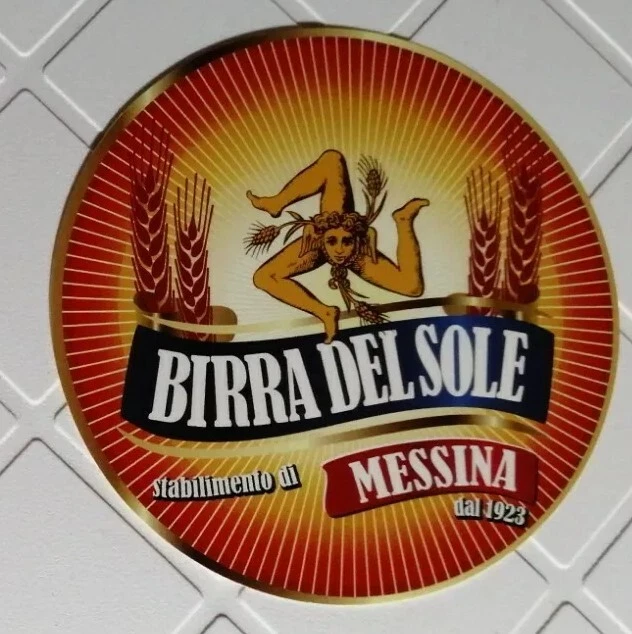 BIRRA DEL SOLE
stabilimento di
MESSINA
dal 1923